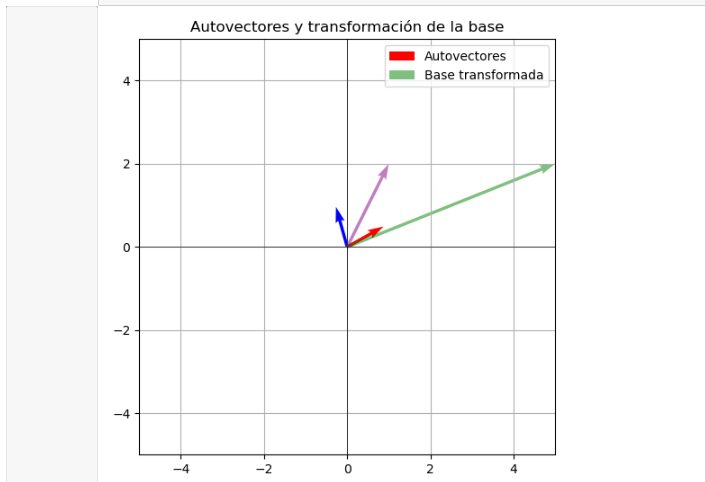 Autovectores y transformación de la base
Autovectores
Base transformada
4
2
0
−2
−4
−4 −2 0 2 4